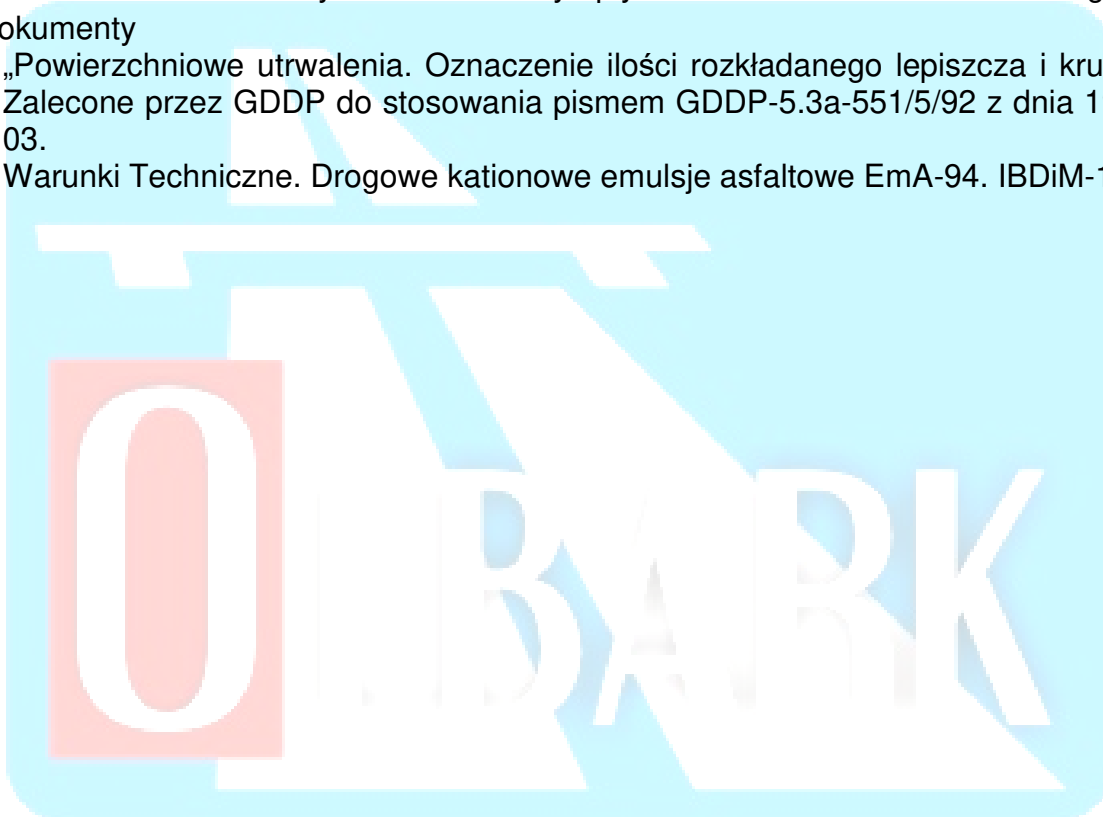 okumenty
„Powierzchniowe utrwalenia. Oznaczenie ilości rozkładanego lepiszcza i kru
Zalecone przez GDDP do stosowania pismem GDDP-5.3a-551/5/92 z dnia 1
03.
Warunki Techniczne. Drogowe kationowe emulsje asfaltowe EmA-94. IBDiM-1
OLBARK